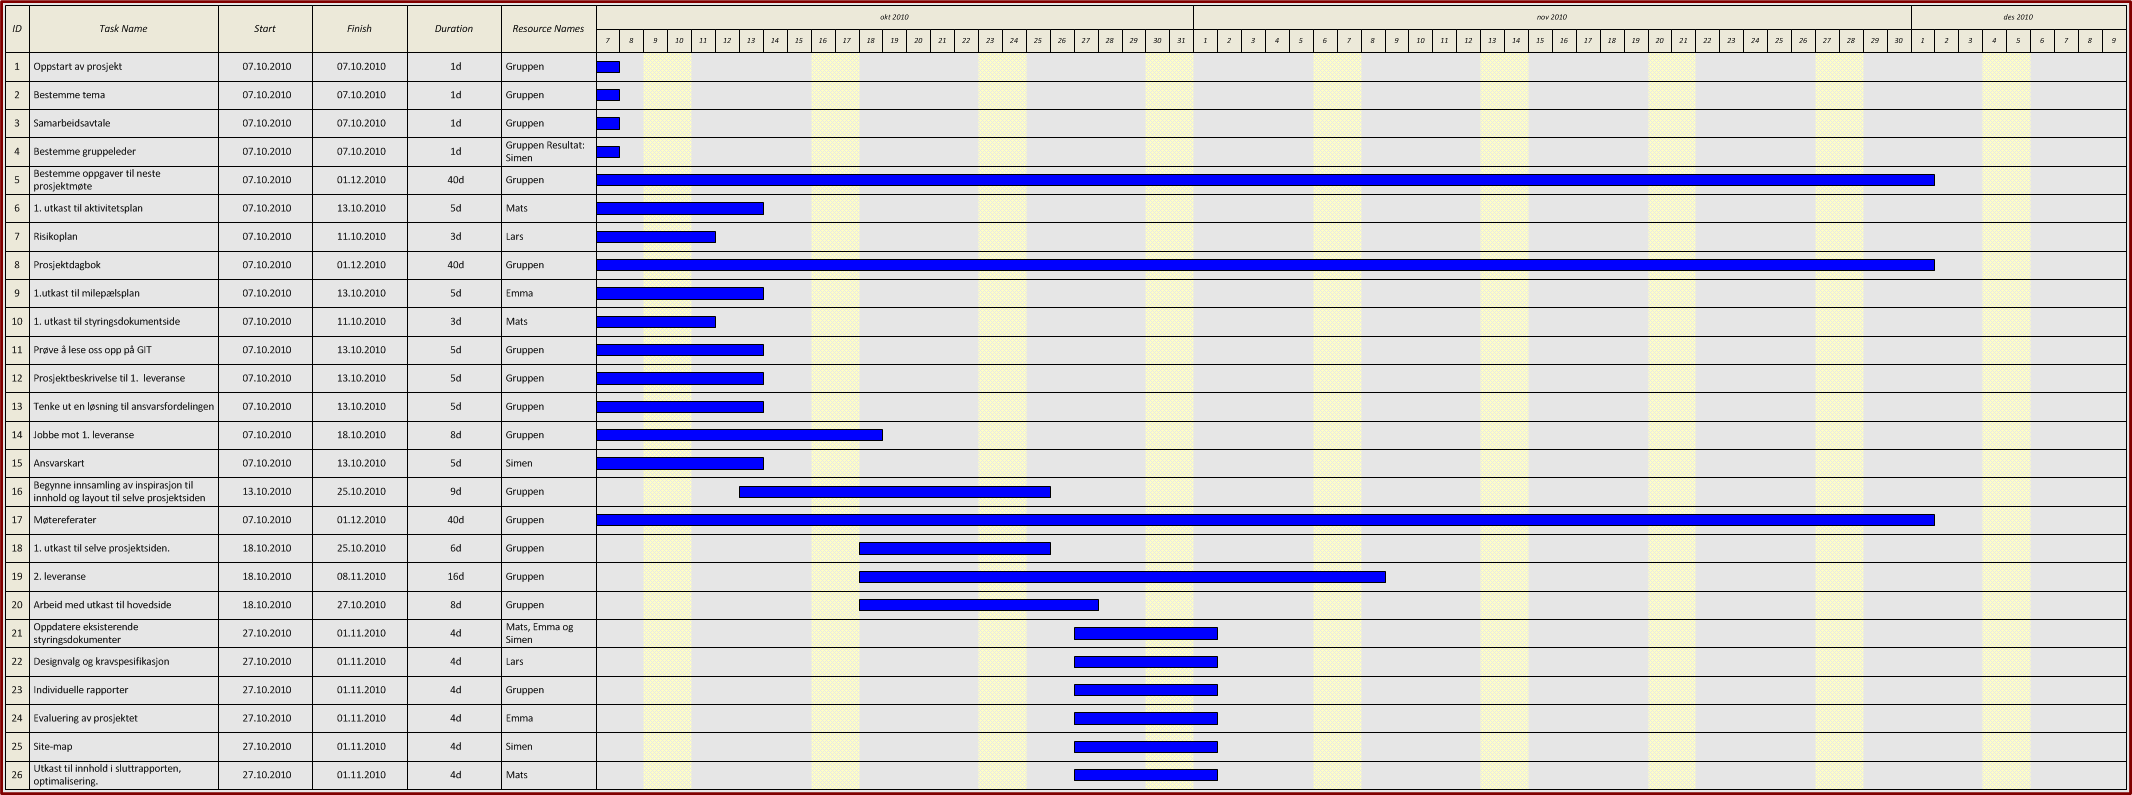 ID Task Name Start Finish Duration Resource Names
okt 2010 nov 2010 des 2010
7 8 9 10 11 12 13 14 15 16 17 18 19 20 21 22 23 24 25 26 27 28 29 30 31 1 2 3 4 5 6 7 8 9 10 11 12 13 14 15 16 17 18 19 20 21 22 23 24 25 26 27 28 29 30 1 2 3 4 5 6 7 8 9
1 Oppstart av prosjekt 07.10.2010 07.10.2010 1d Gruppen
2 Bestemme tema 07.10.2010 07.10.2010 1d Gruppen
3 Samarbeidsavtale 07.10.2010 07.10.2010 1d Gruppen
4 Bestemme gruppeleder 07.10.2010 07.10.2010 1d Gruppen Resultat:
Simen
5 Bestemme oppgaver til neste
prosjektmøte 07.10.2010 01.12.2010 40d Gruppen
6 1. utkast til aktivitetsplan 07.10.2010 13.10.2010 5d Mats
7 Risikoplan 07.10.2010 11.10.2010 3d Lars
8 Prosjektdagbok 07.10.2010 01.12.2010 40d Gruppen
9 1.utkast til milepælsplan 07.10.2010 13.10.2010 5d Emma
10 1. utkast til styringsdokumentside 07.10.2010 11.10.2010 3d Mats
11 Prøve å lese oss opp på GIT 07.10.2010 13.10.2010 5d Gruppen
12 Prosjektbeskrivelse til 1. leveranse 07.10.2010 13.10.2010 5d Gruppen
13 Tenke ut en løsning til ansvarsfordelingen 07.10.2010 13.10.2010 5d Gruppen
14 Jobbe mot 1. leveranse 07.10.2010 18.10.2010 8d Gruppen
15 Ansvarskart 07.10.2010 13.10.2010 5d Simen
16 Begynne innsamling av inspirasjon til
innhold og layout til selve prosjektsiden 13.10.2010 25.10.2010 9d Gruppen
17 Møtereferater 07.10.2010 01.12.2010 40d Gruppen
18 1. utkast til selve prosjektsiden. 18.10.2010 25.10.2010 6d Gruppen
19 2. leveranse 18.10.2010 08.11.2010 16d Gruppen
20 Arbeid med utkast til hovedside 18.10.2010 27.10.2010 8d Gruppen
21 Oppdatere eksisterende
styringsdokumenter 27.10.2010 01.11.2010 4d Mats, Emma og
Simen
22 Designvalg og kravspesifikasjon 27.10.2010 01.11.2010 4d Lars
23 Individuelle rapporter 27.10.2010 01.11.2010 4d Gruppen
24 Evaluering av prosjektet 27.10.2010 01.11.2010 4d Emma
25 Site-map 27.10.2010 01.11.2010 4d Simen
26 Utkast til innhold i sluttrapporten,
optimalisering. 27.10.2010 01.11.2010 4d Mats